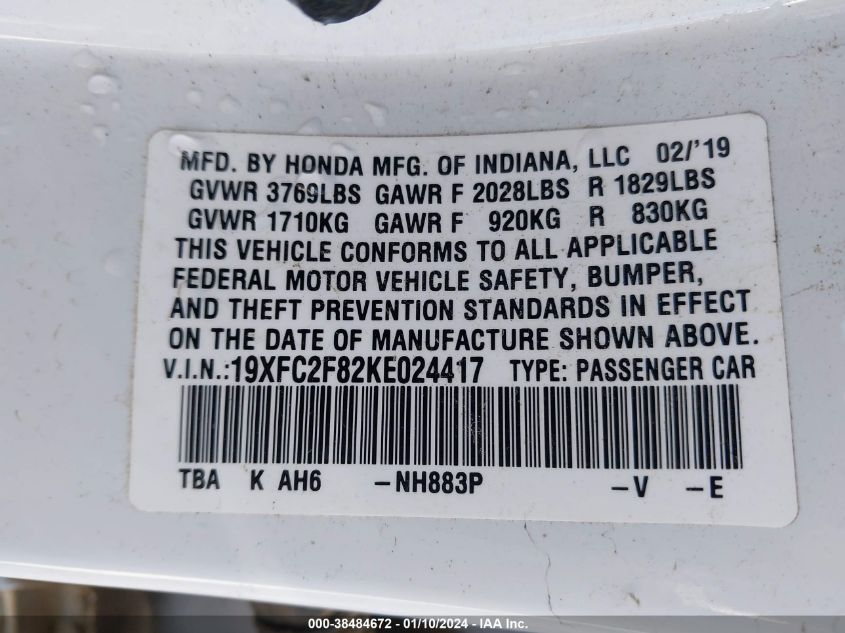 MFD. BY HONDA MFG. OF INDIANA, LLC 02/'19
GVWR 3769LBS GAWR F 2028LBS R 1829LBS
GVWR 1710KG GAWR F 920KG R 830KG
THIS VEHICLE CONFORMS TO ALL APPLICABLE
FEDERAL MOTOR VEHICLE SAFETY, BUMPER,
AND THEFT PREVENTION STANDARDS IN EFFECT
ON THE DATE OF MANUFACTURE SHOWN ABOVE.
V.I.N.:19XFC2F82KE024417 TYPE: PASSENGER CAR
TBA K AH6 -NH883P -V -E
000-38484672 - 01/10/2024 - IAA Inc.